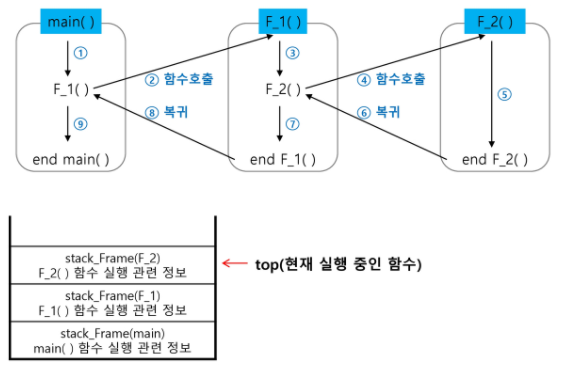 main( )
F_1( )
F_2( )
①
③
② 함수호출
④ 함수호출
F_1( )
F_2( )
⑤
⑧ 복귀
⑥ 복귀
⑨
⑦
end main( )
end F_1( )
end F_2( )
stack_Frame(F_2)
F_2( ) 함수 실행 관련 정보
top(현재 실행 중인 함수)
stack_Frame(F_1)
F_1( ) 함수 실행 관련 정보
stack_Frame(main)
main( ) 함수 실행 관련 정보